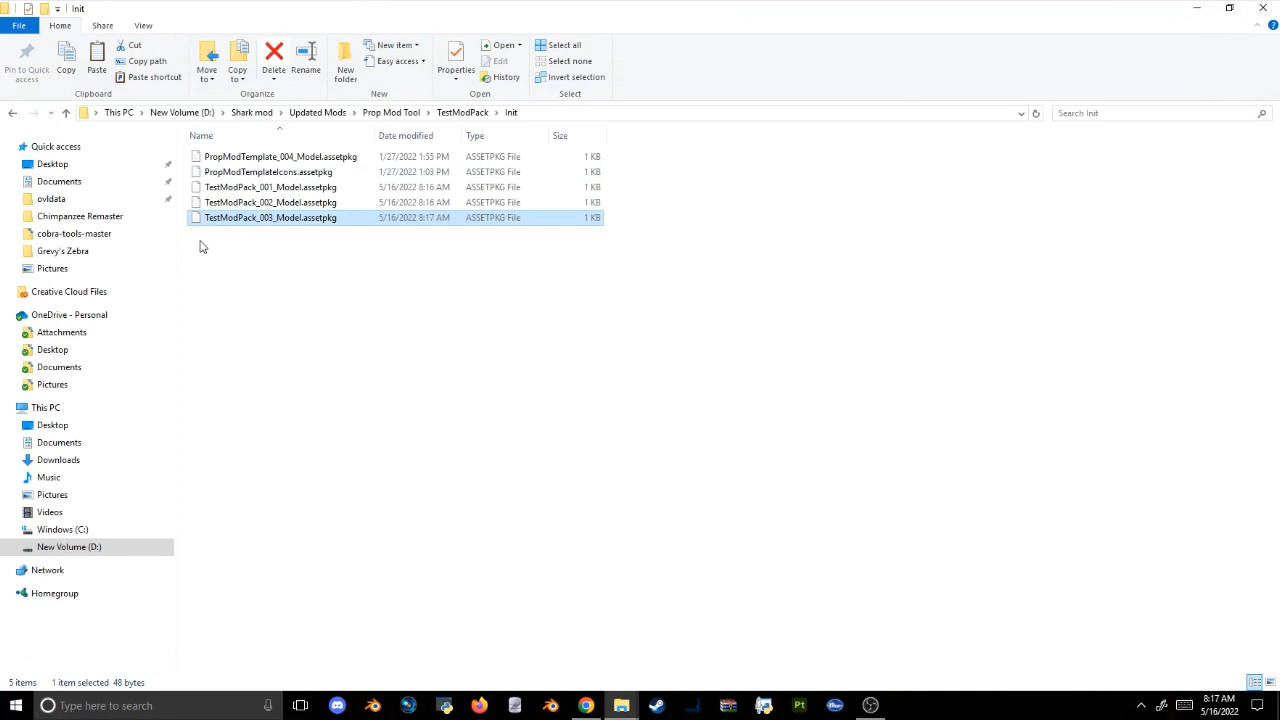 Init
File Home Share View
Pin to Quick access
Copy
Paste
Cut
Copy path
Paste shortcut
Clipboard
Move to
Copy to
Delete
Rename
Organize
New folder
New item
Easy access
New
Properties
Open
Edit
History
Open
Select all
Select none
Invert selection
Select
This PC New Volume (D:) Shark mod Updated Mods Prop Mod Tool TestModPack Init
Search Init
Name Date modified Type Size
PropModTemplate_004_Model.assetpkg 1/27/2022 1:55 PM ASSETPKG File 1 KB
PropModTemplateIcons.assetpkg 1/27/2022 1:03 PM ASSETPKG File 1 KB
TestModPack_001_Model.assetpkg 5/16/2022 8:16 AM ASSETPKG File 1 KB
TestModPack_002_Model.assetpkg 5/16/2022 8:16 AM ASSETPKG File 1 KB
TestModPack_003_Model.assetpkg 5/16/2022 8:17 AM ASSETPKG File 1 KB
Quick access
Desktop
Documents
ovldata
Chimpanzee Remaster
cobra-tools-master
Grevy's Zebra
Pictures
Creative Cloud Files
OneDrive - Personal
Attachments
Desktop
Documents
Pictures
This PC
Desktop
Documents
Downloads
Music
Pictures
Videos
Windows (C:)
New Volume (D:)
Network
Homegroup
5 items 1 item selected 48 bytes
Type here to search
Pt
8:17 AM
5/16/2022